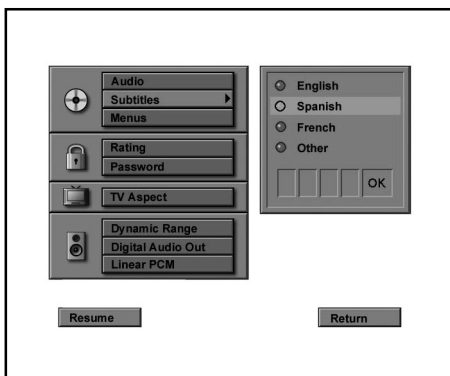 Audio
Subtitles
Menus
Rating
Password
TV Aspect
Dynamic Range
Digital Audio Out
Linear PCM
English
Spanish
French
Other
OK
Resume
Return